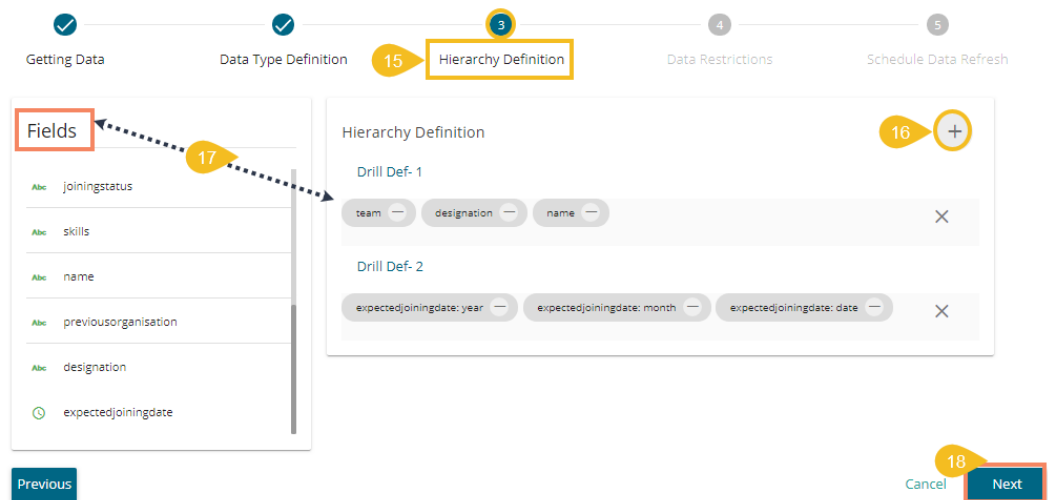 3
4
5
Getting Data
Data Type Definition
15
Hierarchy Definition
Data Restrictions
Schedule Data Refresh
Fields
17
Abc joiningstatus
Abc skills
Abc name
Abc previousorganisation
Abc designation
expectedjoiningdate
Hierarchy Definition
16
+
Drill Def- 1
team
designation
name
Drill Def- 2
expectedjoiningdate: year
expectedjoiningdate: month
expectedjoiningdate: date
18
Previous
Cancel
Next